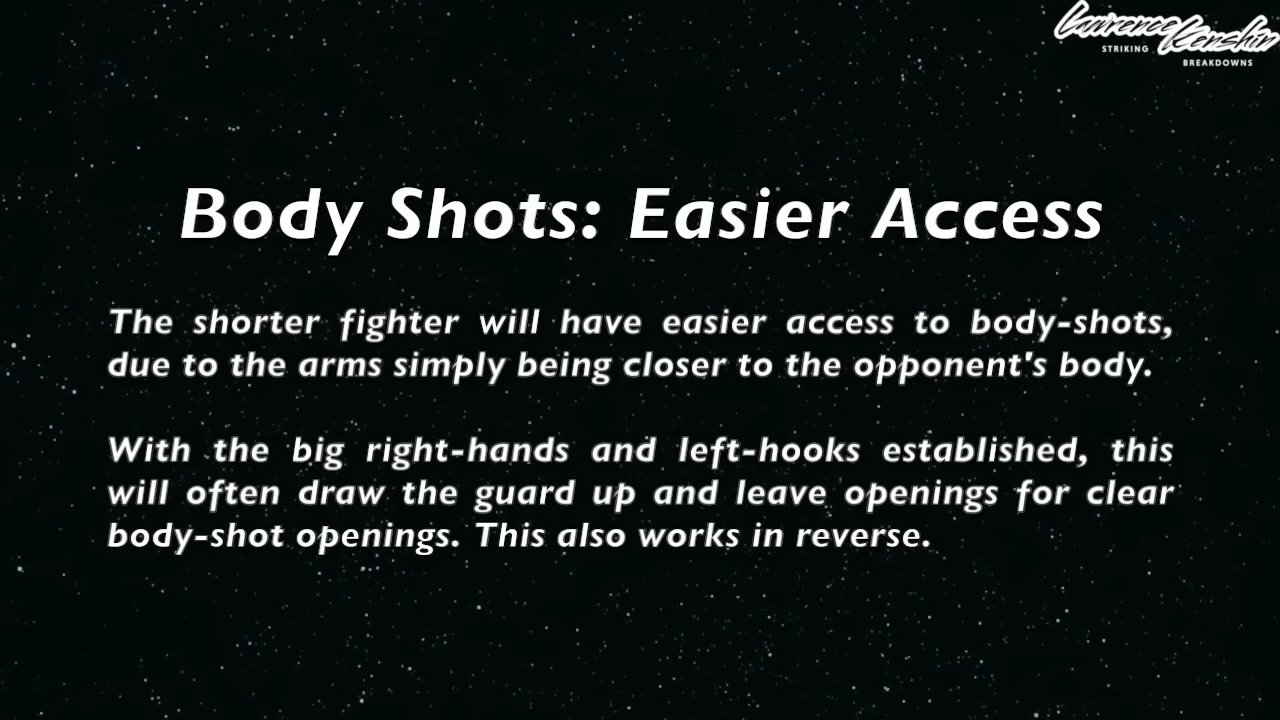 Lawrence Kenshin
STRIKING
BREAKDOWNS
Body Shots: Easier Access
The shorter fighter will have easier access to body-shots,
due to the arms simply being closer to the opponent's body.
With the big right-hands and left-hooks established, this
will often draw the guard up and leave openings for clear
body-shot openings. This also works in reverse.